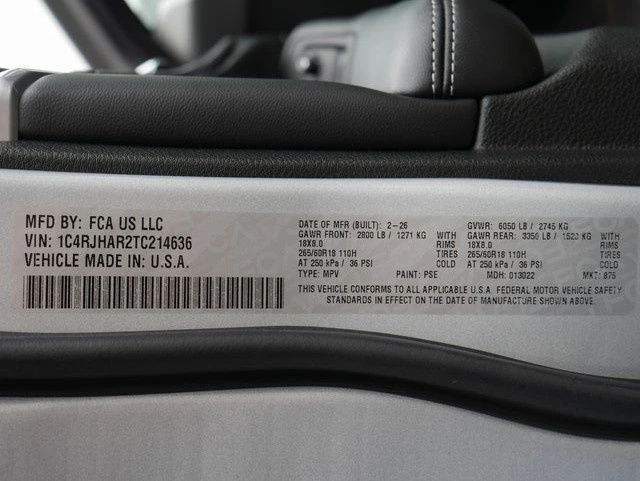 MFD BY: FCA US LLC
VIN: 1C4RJHAR2TC214636
VEHICLE MADE IN: U.S.A.
DATE OF MFR (BUILT): 2-26 GVWR: 6050 LB / 2745 KG
GAWR FRONT: 2800 LB / 1271 KG WITH GAWR REAR: 3350 LB / 1520 KG WITH
18X8.0 RIMS 18X8.0 RIMS
265/60R18 110H TIRES 265/60R18 110H TIRES
AT 250 kPa / 36 PSI COLD AT 250 kPa / 36 PSI COLD
TYPE: MPV PAINT: PSE MDH: 013022 MKT: 875
THIS VEHICLE CONFORMS TO ALL APPLICABLE U.S.A. FEDERAL MOTOR VEHICLE SAFETY
STANDARDS IN EFFECT ON THE DATE OF MANUFACTURE SHOWN ABOVE.